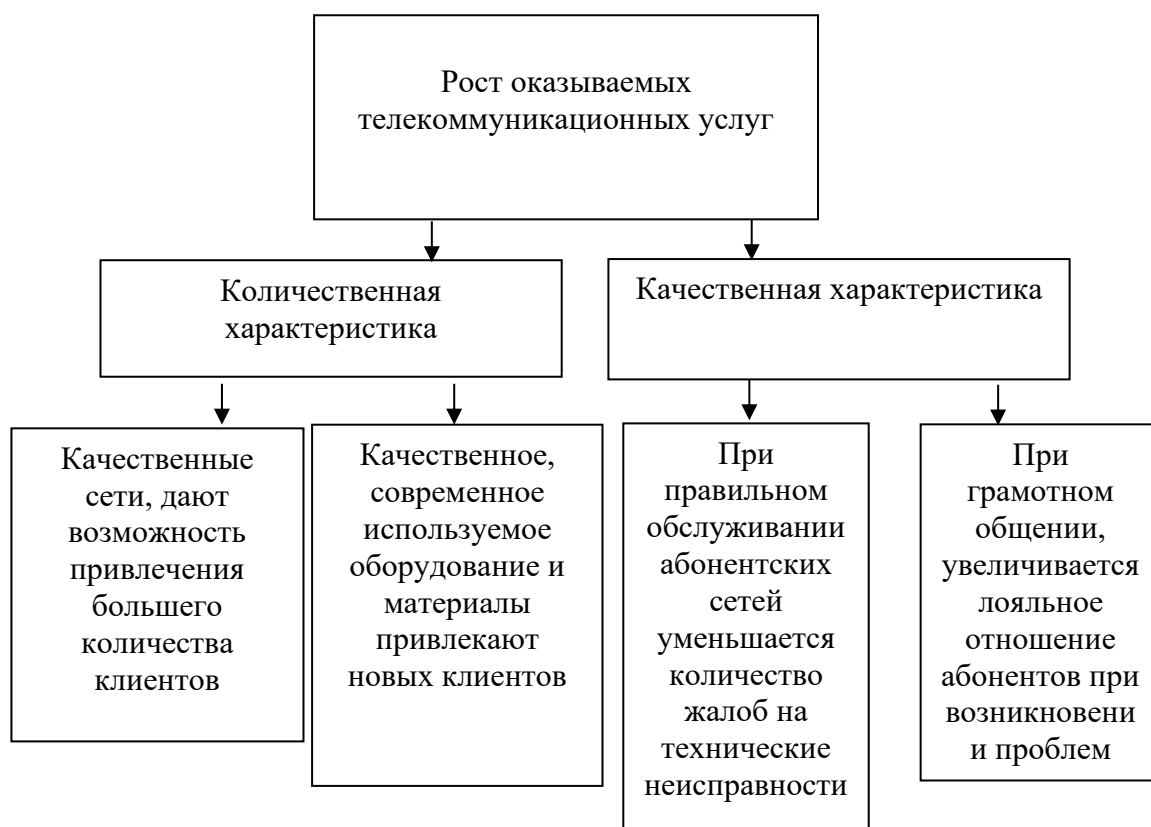 Рост оказываемых
телекоммуникационных услуг
Количественная
характеристика
Качественная характеристика
Качественные
сети, дают
возможность
привлечения
большего
количества
клиентов
Качественное,
современное
используемое
оборудование и
материалы
привлекают
новых клиентов
При
правильном
обслуживании
абонентских
сетей
уменьшается
количество
жалоб на
технические
неисправности
При
грамотном
общении,
увеличивается
лояльное
отношение
абонентов при
возникновени
и проблем